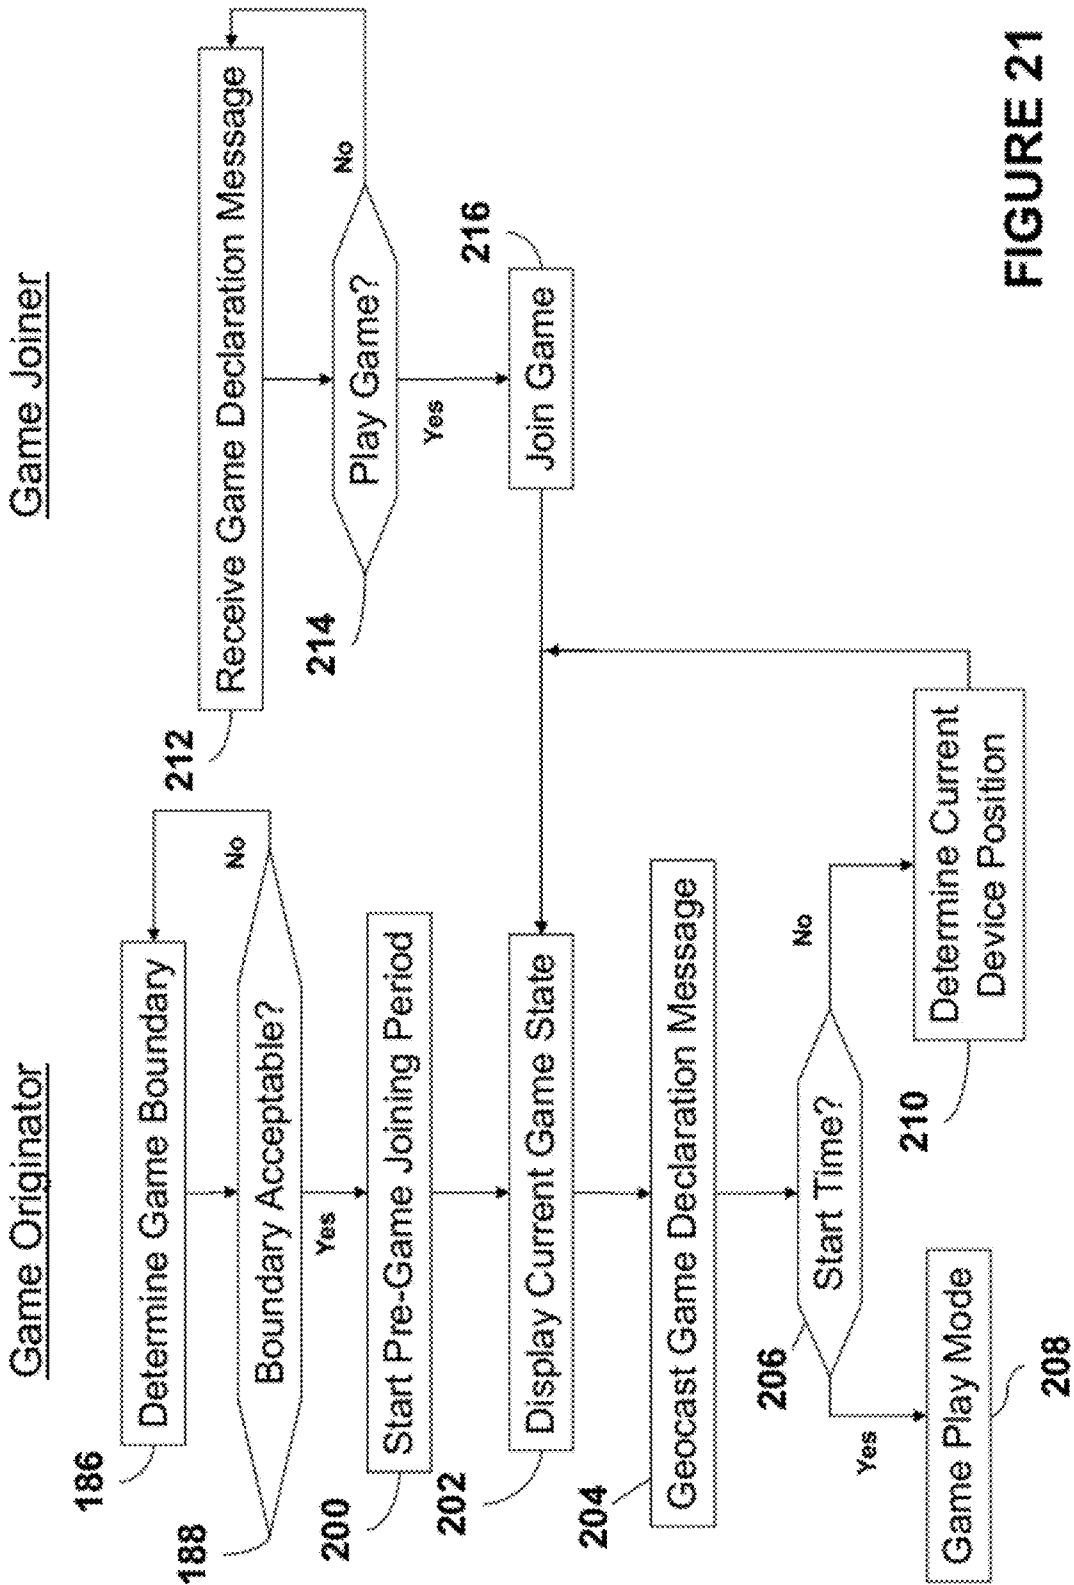 Game Originator
186
Determine Game Boundary
No
188
Boundary Acceptable?
Yes
200
Start Pre-Game Joining Period
202
Display Current Game State
204
Geocast Game Declaration Message
206
Start Time?
Yes
No
Game Play Mode
208
210
Determine Current
Device Position
Game Joiner
212
Receive Game Declaration Message
214
Play Game?
No
Yes
216
Join Game
FIGURE 21